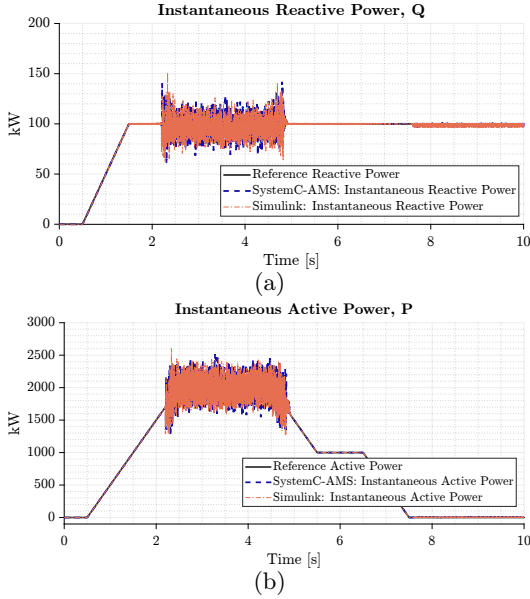 Instantaneous Reactive Power, Q
200
150
100
50
0
kW
Reference Reactive Power
SystemC-AMS: Instantaneous Reactive Power
Simulink: Instantaneous Reactive Power
0 2 4 6 8 10
Time [s]
(a)
Instantaneous Active Power, P
3000
2500
2000
1500
1000
500
0
kW
Reference Active Power
SystemC-AMS: Instantaneous Active Power
Simulink: Instantaneous Active Power
0 2 4 6 8 10
Time [s]
(b)